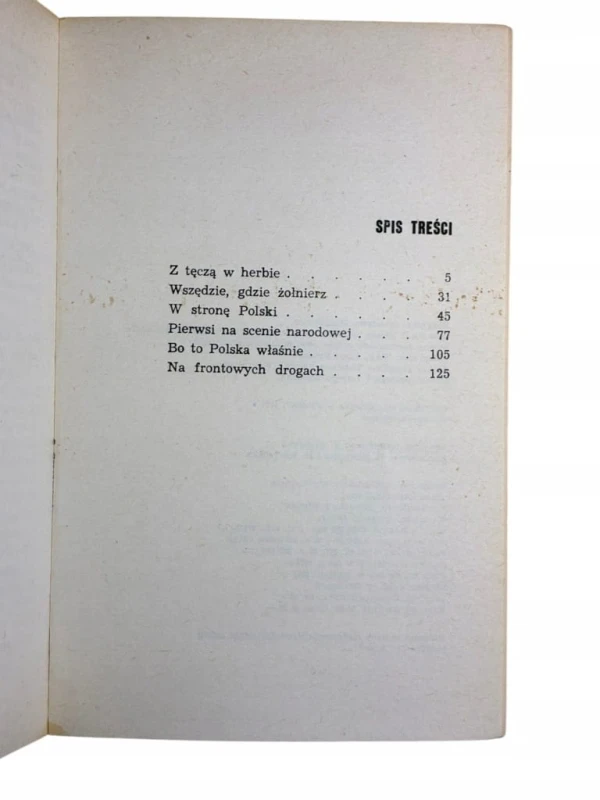 SPIS TREŚCI
Z tęczą w herbie . . . . . . 5
Wszędzie, gdzie żołnierz . . . . 31
W stronę Polski . . . . . . 45
Pierwsi na scenie narodowej . . . 77
Bo to Polska właśnie . . . . . 105
Na frontowych drogach . . . . 125